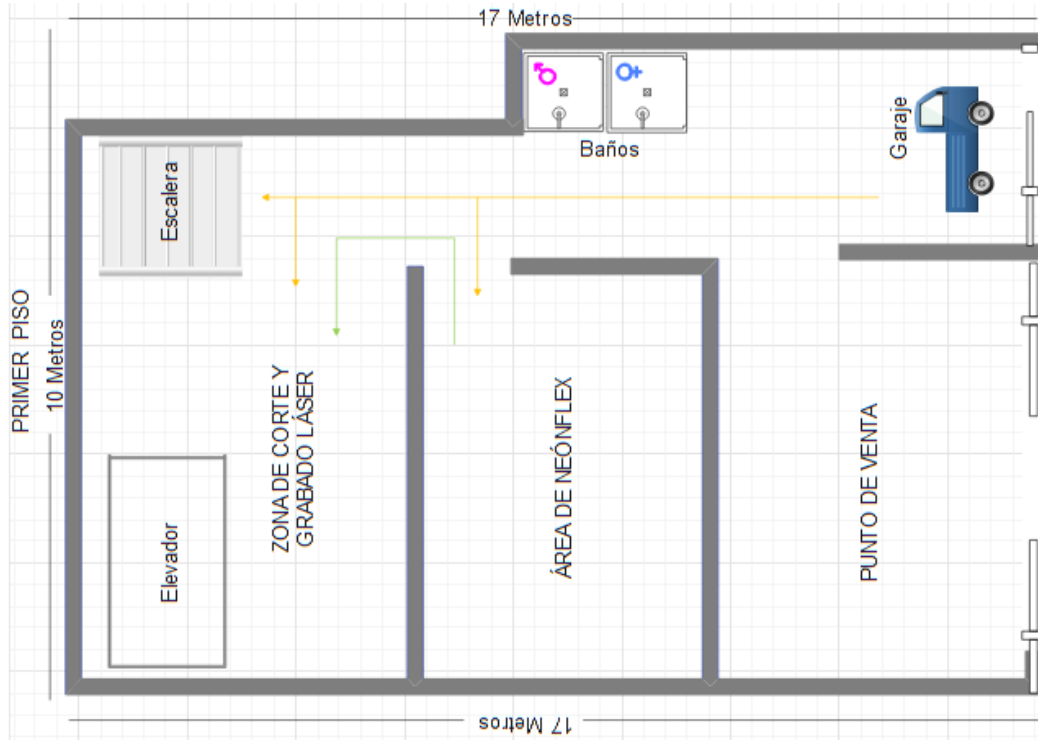 17 Metros
Baños
Garaje
Escalera
PRIMER PISO
10 Metros
ZONA DE CORTE Y
GRABADO LÁSER
ÁREA DE NEÓNFLEX
PUNTO DE VENTA
Elevador
17 Metros